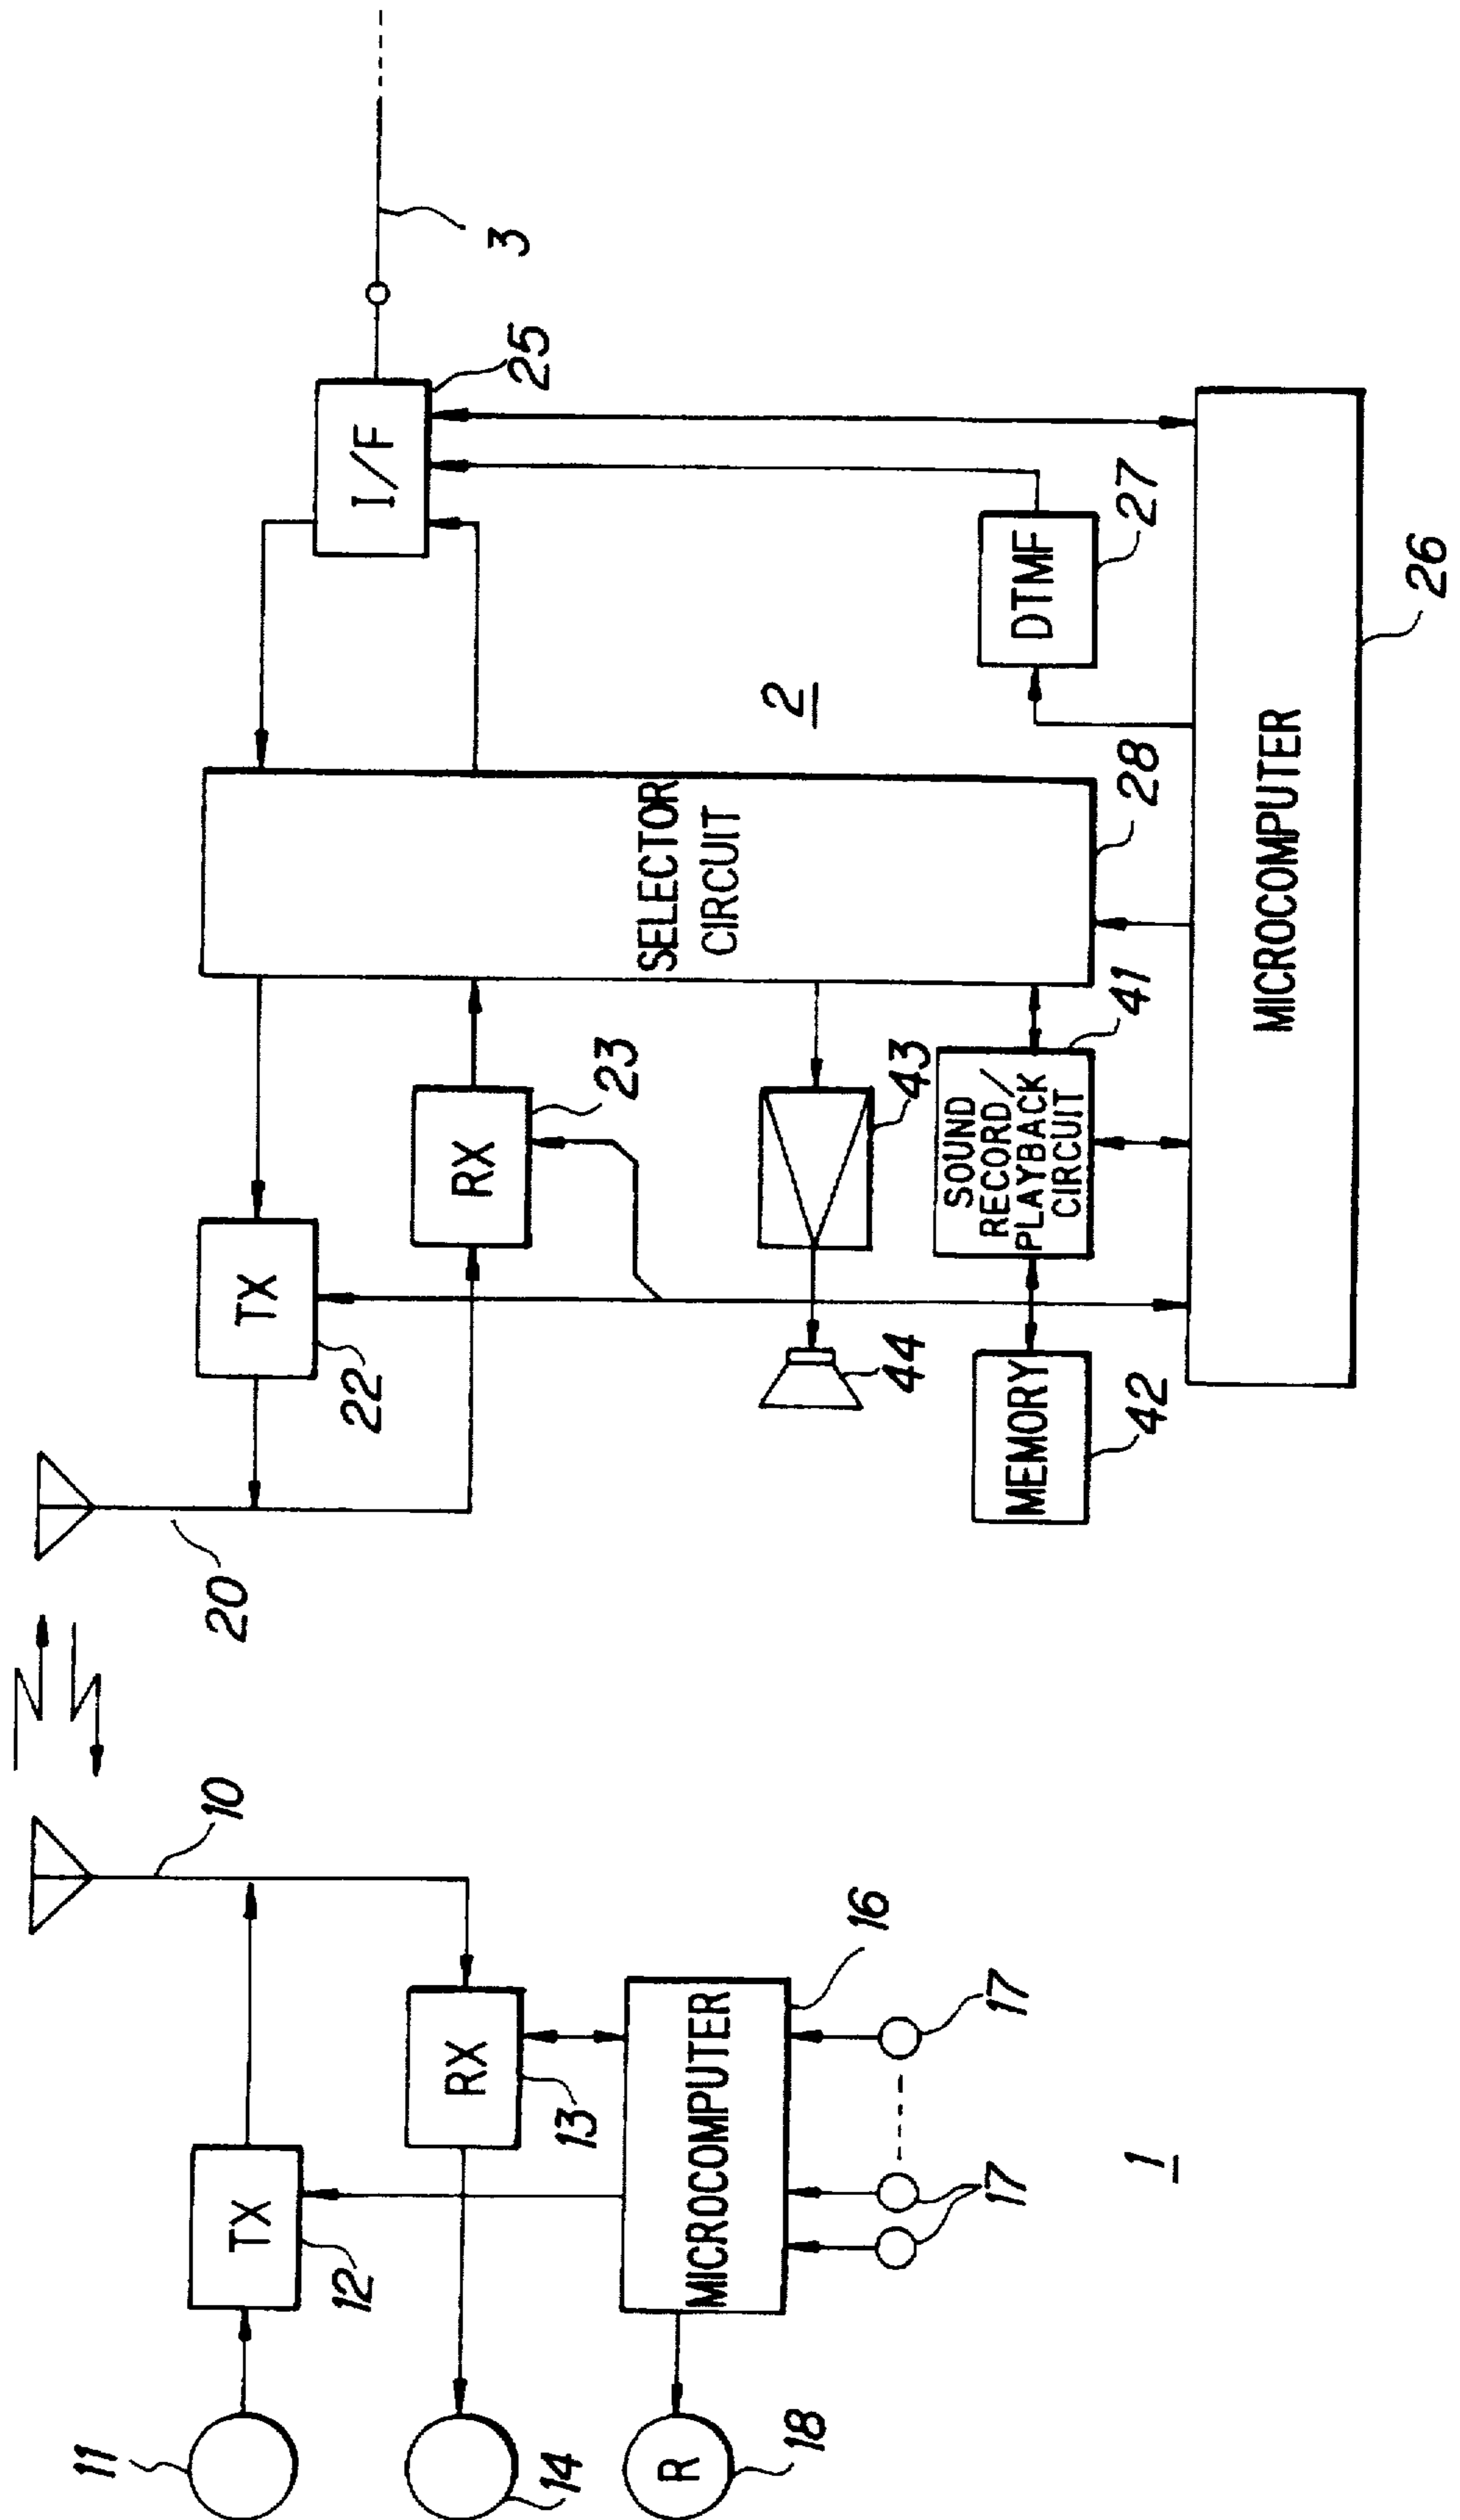 10
20
3
11
TX
12
TX
22
I/F
25
14
RX
13
RX
23
SELECTOR
CIRCUIT
R
18
MICROCOMPUTER
16
2
44
43
17
17
MEMORY
42
SOUND
RECORD/
PLAYBACK
CIRCUIT
41
28
DTMF
27
1
MICROCOMPUTER
26